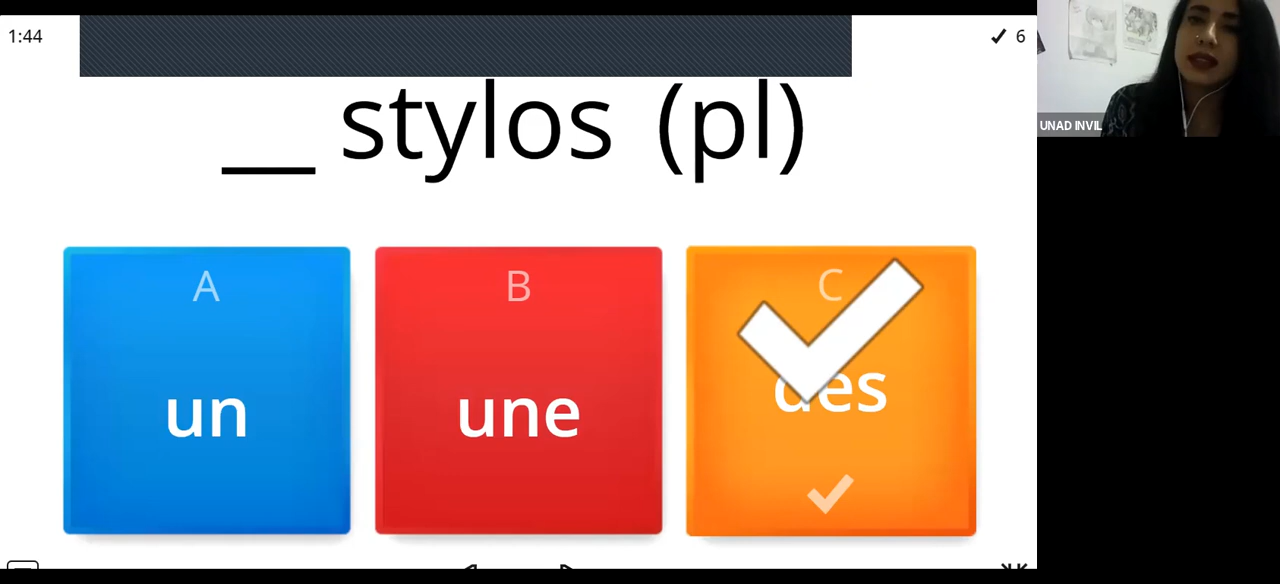 1:44
6
__ stylos (pl)
A
B
C
un
une
des
UNAD INVIL